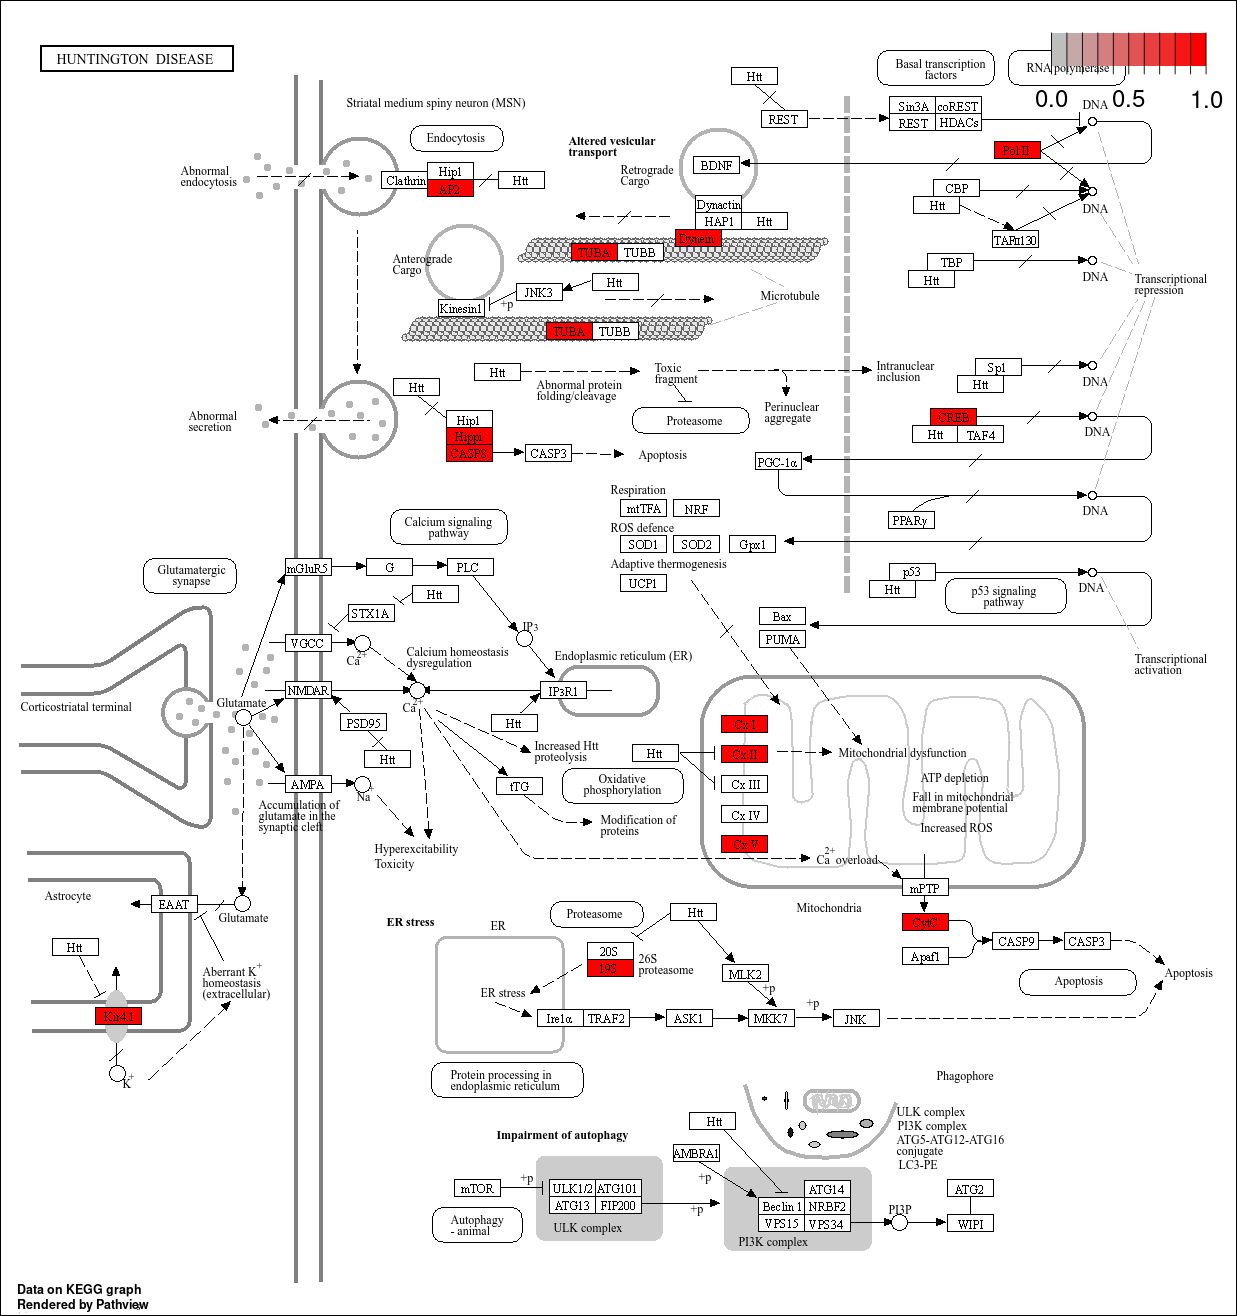 HUNTINGTON DISEASE
0.0 0.5 1.0
Striatal medium spiny neuron (MSN)
Endocytosis
Abnormal
endocytosis
Clathrin
Hip1
AP2
Htt
Altered vesicular
transport
Retrograde
Cargo
BDNF
Dynactin
HAP1
Htt
Dynein
TUBA
TUBB
Anterograde
Cargo
Kinesin1
+p
JNK3
Htt
Microtubule
TUBA
TUBB
Htt
REST
Basal transcription
factors
RNA polymerase
Sin3A
coREST
REST
HDACs
DNA
Pol II
CBP
Htt
TAFII130
DNA
TBP
Htt
DNA
Transcriptional
repression
Sp1
Htt
DNA
CREB
Htt
TAF4
DNA
PGC-1α
PPARγ
DNA
p53
Htt
DNA
p53 signaling
pathway
Transcriptional
activation
Htt
Abnormal protein
folding/cleavage
Toxic
fragment
Proteasome
Perinuclear
aggregate
Intranuclear
inclusion
Abnormal
secretion
Htt
Hip1
Hippi
CASP8
CASP3
Apoptosis
Respiration
mtTFA
NRF
ROS defence
SOD1
SOD2
Gpx1
Adaptive thermogenesis
UCP1
Bax
PUMA
Calcium signaling
pathway
Glutamatergic
synapse
mGluR5
G
PLC
Htt
STX1A
VGCC
Ca2+
IP3
Calcium homeostasis
dysregulation
Endoplasmic reticulum (ER)
NMDAR
Ca2+
IP3R1
Htt
PSD95
Htt
Corticostriatal terminal
Glutamate
AMPA
Na+
Accumulation of
glutamate in the
synaptic cleft
Increased Htt
proteolysis
tTG
Modification of
proteins
Hyperexcitability
Toxicity
Htt
Oxidative
phosphorylation
Cx I
Cx II
Cx III
Cx IV
Cx V
Mitochondrial dysfunction
ATP depletion
Fall in mitochondrial
membrane potential
Increased ROS
Ca2+ overload
mPTP
Mitochondria
CytC
Apaf1
CASP9
CASP3
Apoptosis
Apoptosis
Astrocyte
EAAT
Glutamate
Htt
Kir4.1
K+
Aberrant K+
homeostasis
(extracellular)
ER stress
ER
Proteasome
Htt
20S
19S
26S
proteasome
ER stress
MLK2
+p
Ire1α
TRAF2
ASK1
MKK7
+p
JNK
Protein processing in
endoplasmic reticulum
Phagophore
ULK complex
PI3K complex
ATG5-ATG12-ATG16
conjugate
LC3-PE
Impairment of autophagy
Htt
AMBRA1
+p
mTOR
+p
ULK1/2
ATG101
ATG13
FIP200
ULK complex
+p
ATG14
Beclin 1
NRBF2
VPS15
VPS34
PI3K complex
PI3P
ATG2
WIPI
Autophagy
- animal
Data on KEGG graph
Rendered by Pathview